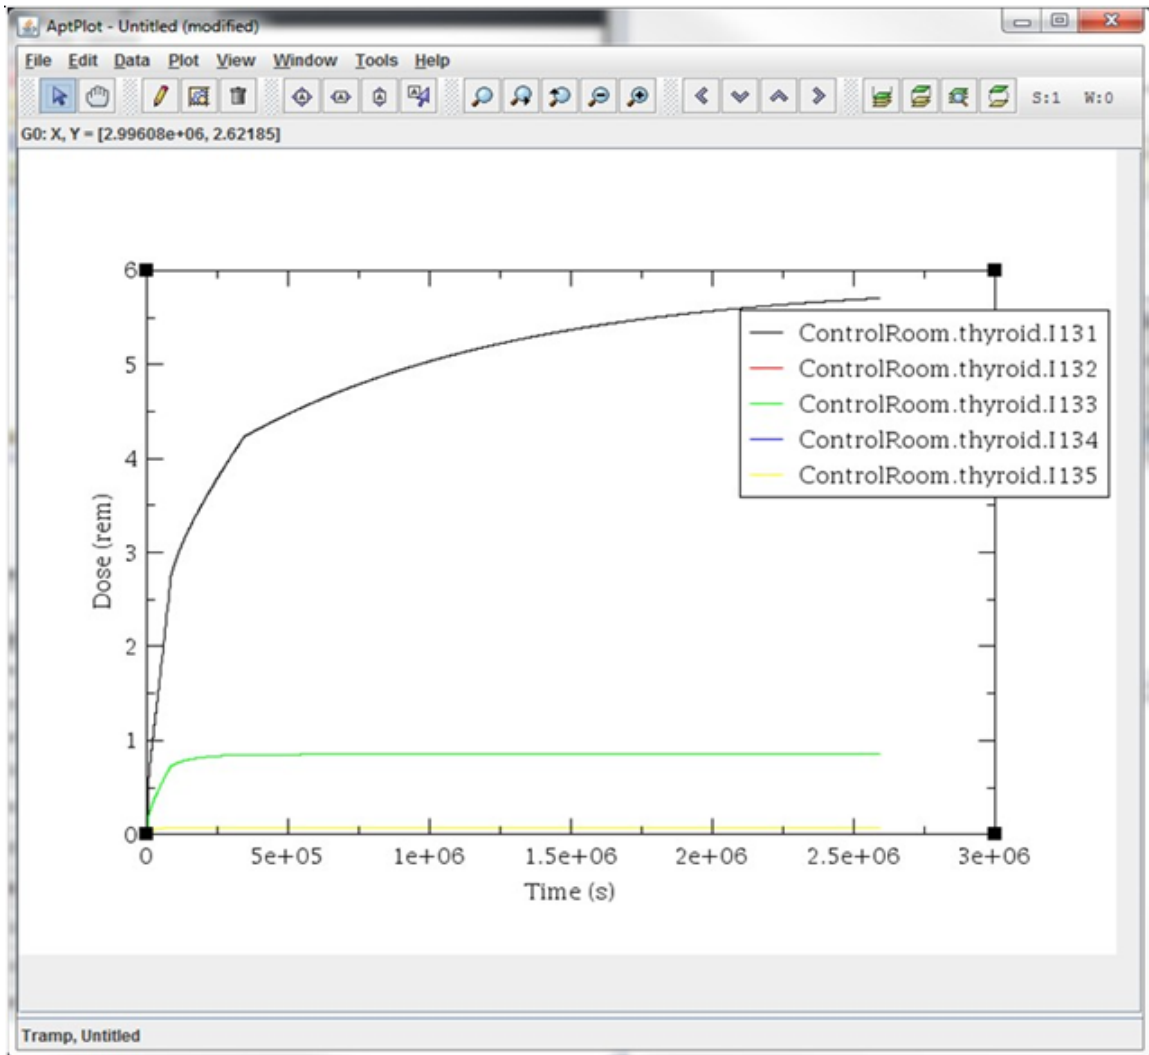 AptPlot - Untitled (modified)
File Edit Data Plot View Window Tools Help
S:1 W:0
G0: X, Y = [2.99608e+06, 2.62185]
6
5
4
3
2
1
0
Dose (rem)
ControlRoom.thyroid.I131
ControlRoom.thyroid.I132
ControlRoom.thyroid.I133
ControlRoom.thyroid.I134
ControlRoom.thyroid.I135
0 5e+05 1e+06 1.5e+06 2e+06 2.5e+06 3e+06
Time (s)
Tramp, Untitled